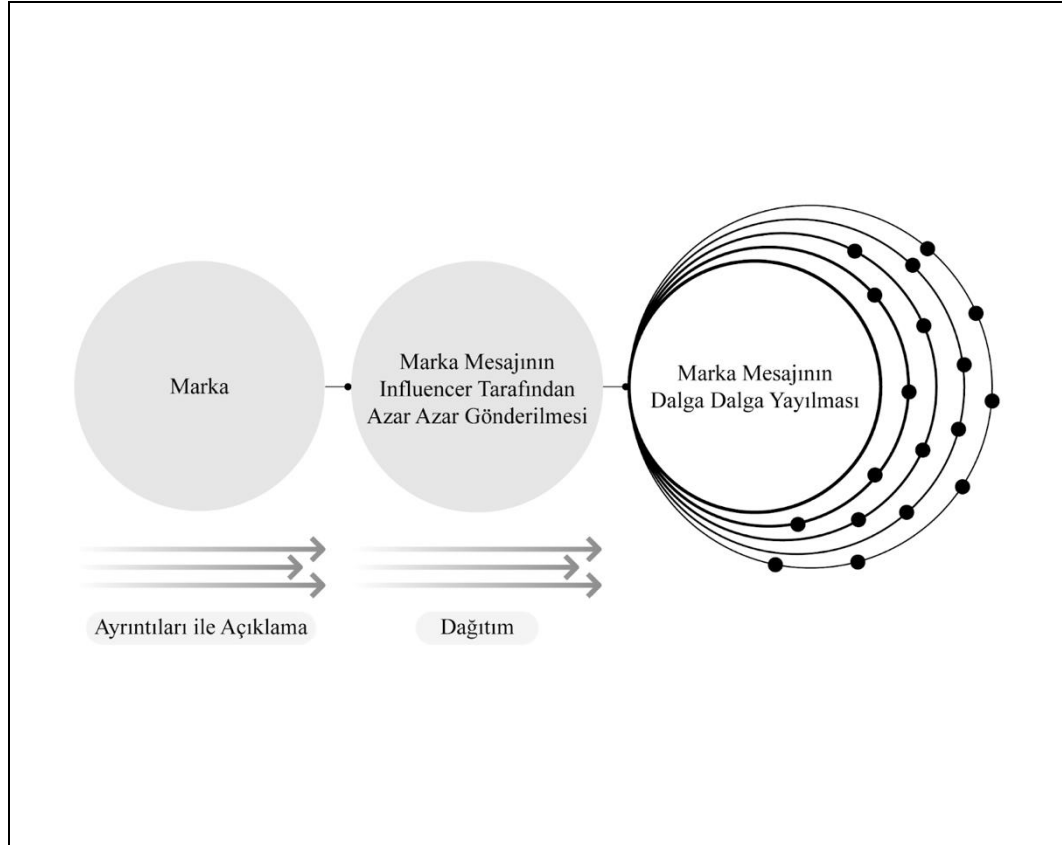 Marka
Marka Mesajının
Influencer Tarafından
Azar Azar Gönderilmesi
Marka Mesajının
Dalga Dalga Yayılması
Ayrıntıları ile Açıklama
Dağıtım